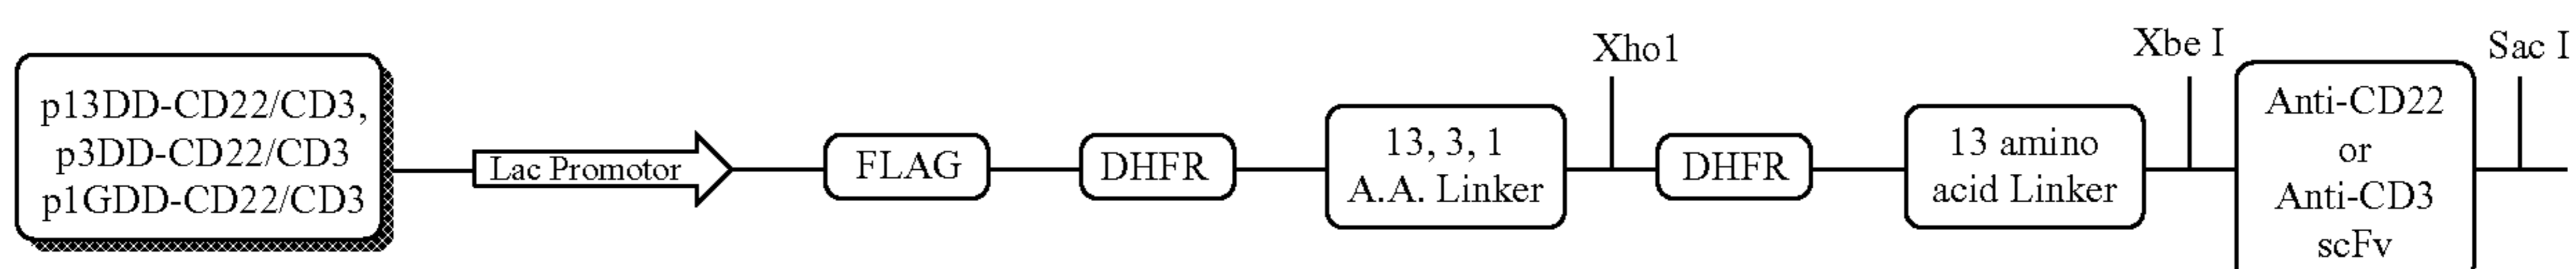 p13DD-CD22/CD3,
p3DD-CD22/CD3
p1GDD-CD22/CD3
Lac Promotor
FLAG
DHFR
13, 3, 1
A.A. Linker
Xho1
DHFR
13 amino
acid Linker
Xbe I
Anti-CD22
or
Anti-CD3
scFv
Sac I